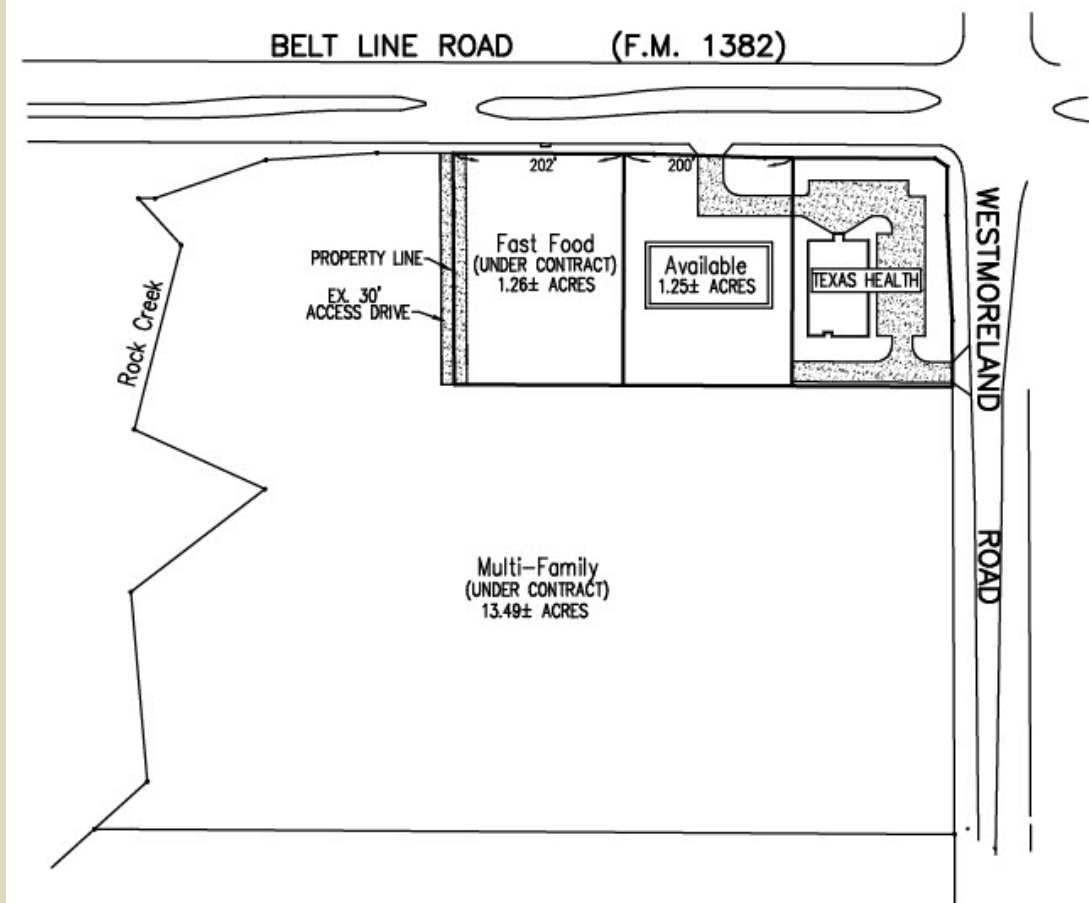 BELT LINE ROAD (F.M. 1382)
202'
200'
PROPERTY LINE
EX. 30'
ACCESS DRIVE
Fast Food
(UNDER CONTRACT)
1.26± ACRES
Available
1.25± ACRES
TEXAS HEALTH
WESTMORELAND ROAD
Rock Creek
Multi-Family
(UNDER CONTRACT)
13.49± ACRES